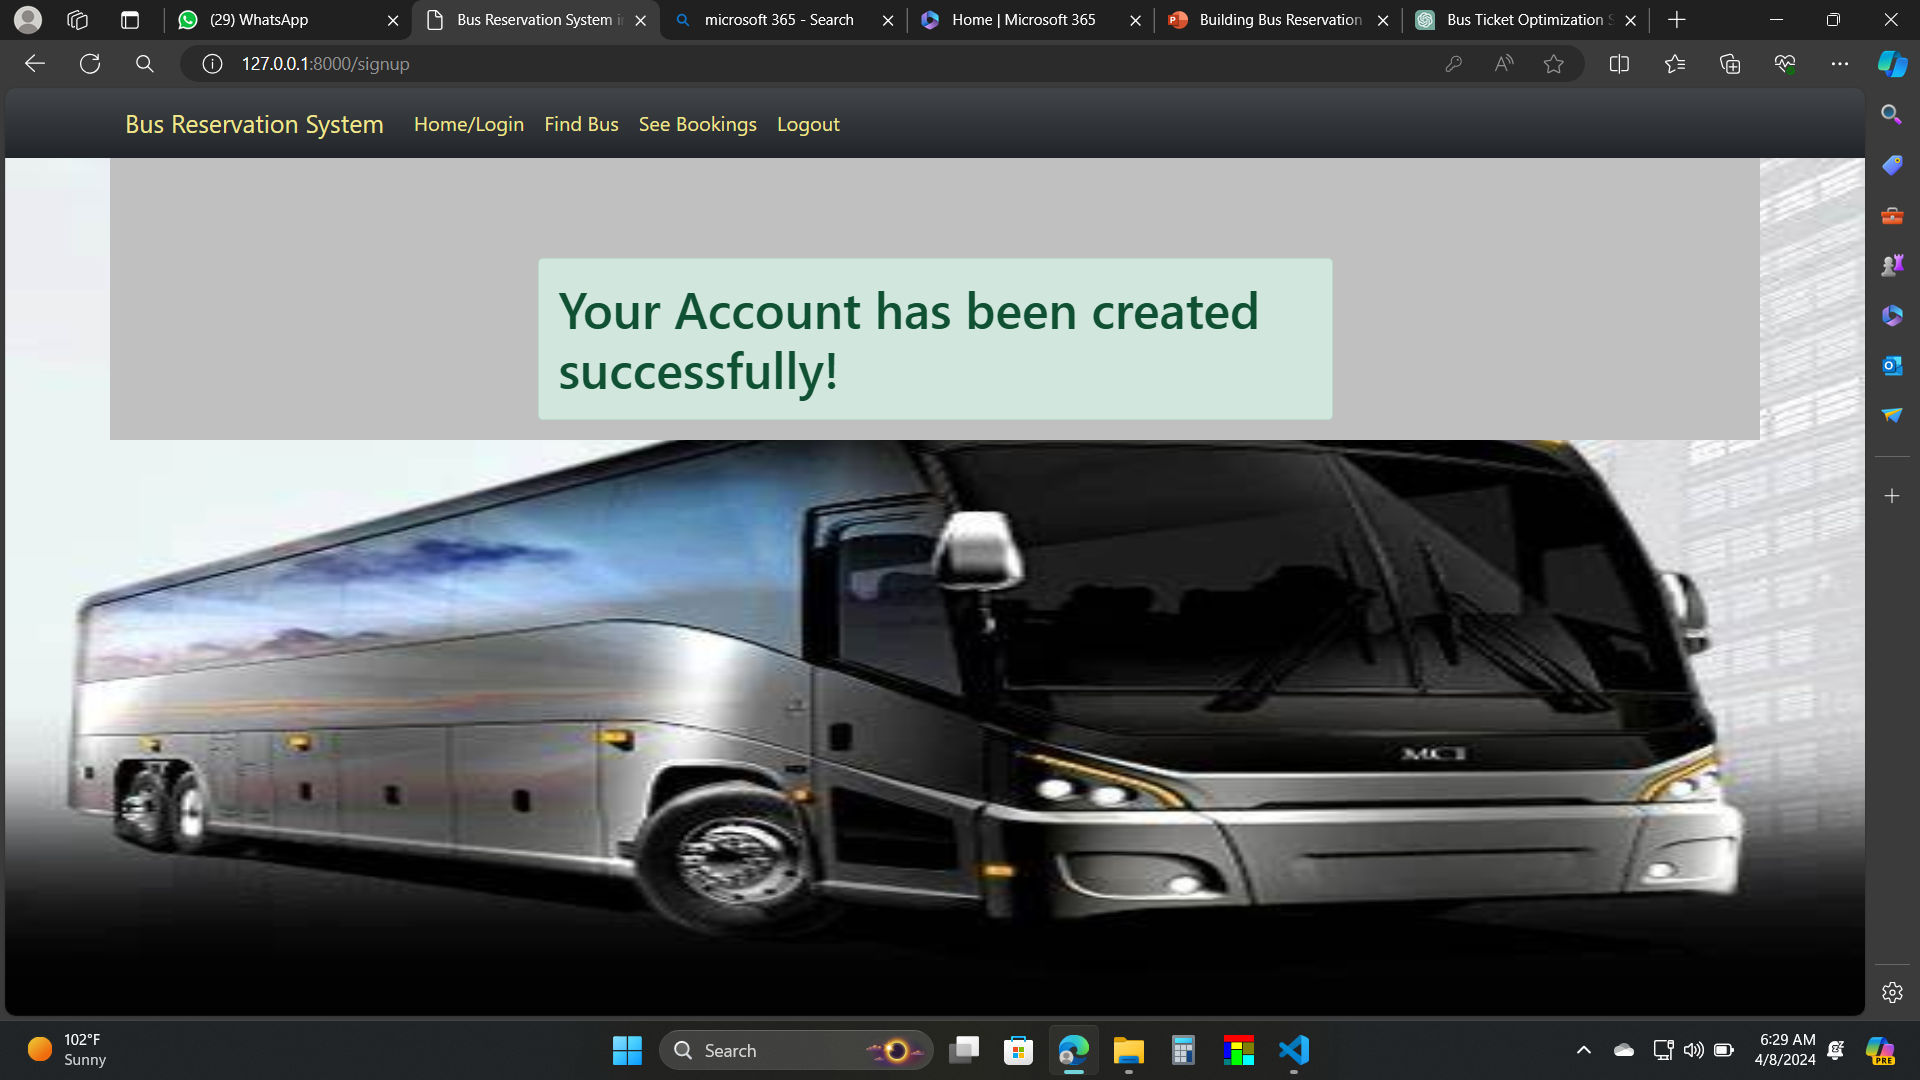 (29) WhatsApp
Bus Reservation System
microsoft 365 - Search
Home | Microsoft 365
Building Bus Reservation
Bus Ticket Optimization
127.0.0.1:8000/signup
Bus Reservation System
Home/Login
Find Bus
See Bookings
Logout
Your Account has been created
successfully!
MCI
102°F
Sunny
Search
6:29 AM
4/8/2024
PRE